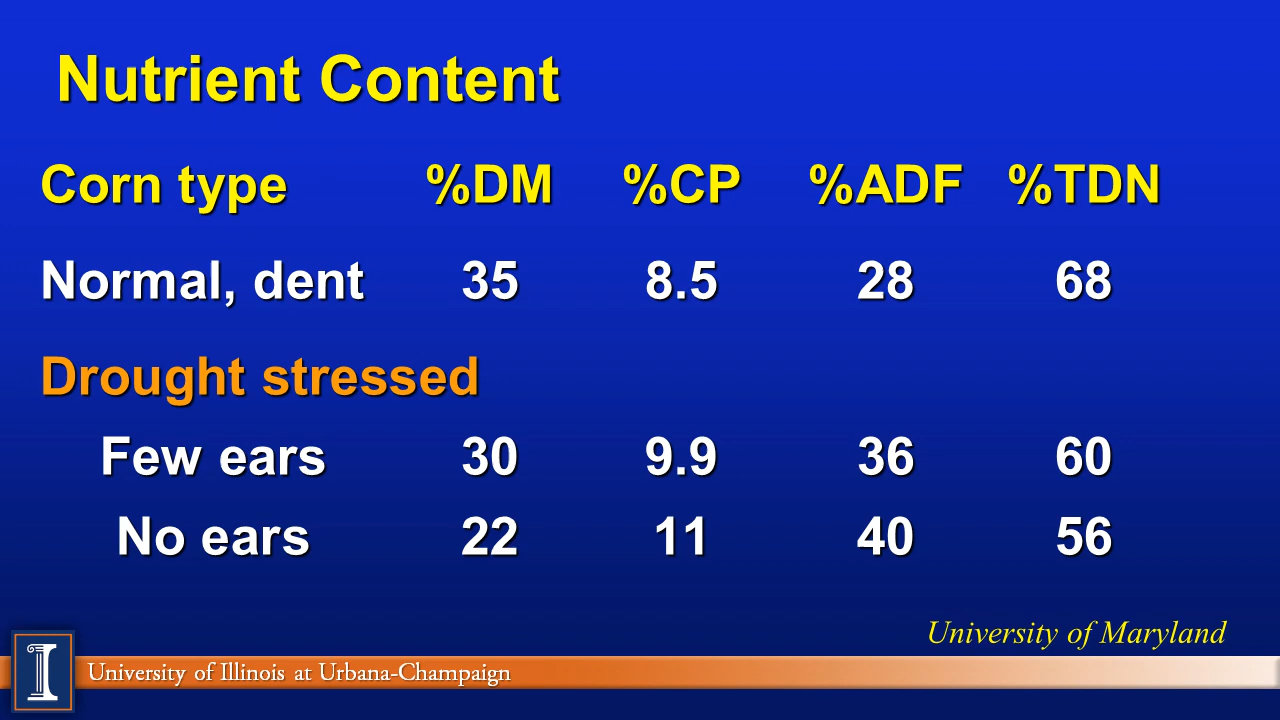 Nutrient Content
Corn type %DM %CP %ADF %TDN
Normal, dent 35 8.5 28 68
Drought stressed
Few ears 30 9.9 36 60
No ears 22 11 40 56
University of Maryland
I University of Illinois at Urbana-Champaign